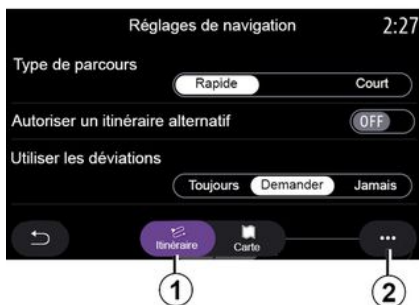 Réglages de navigation 2:27
Type de parcours
Rapide Court
Autoriser un itinéraire alternatif OFF
Utiliser les déviations
Toujours Demander Jamais
Itinéraire Carte ...
1 2